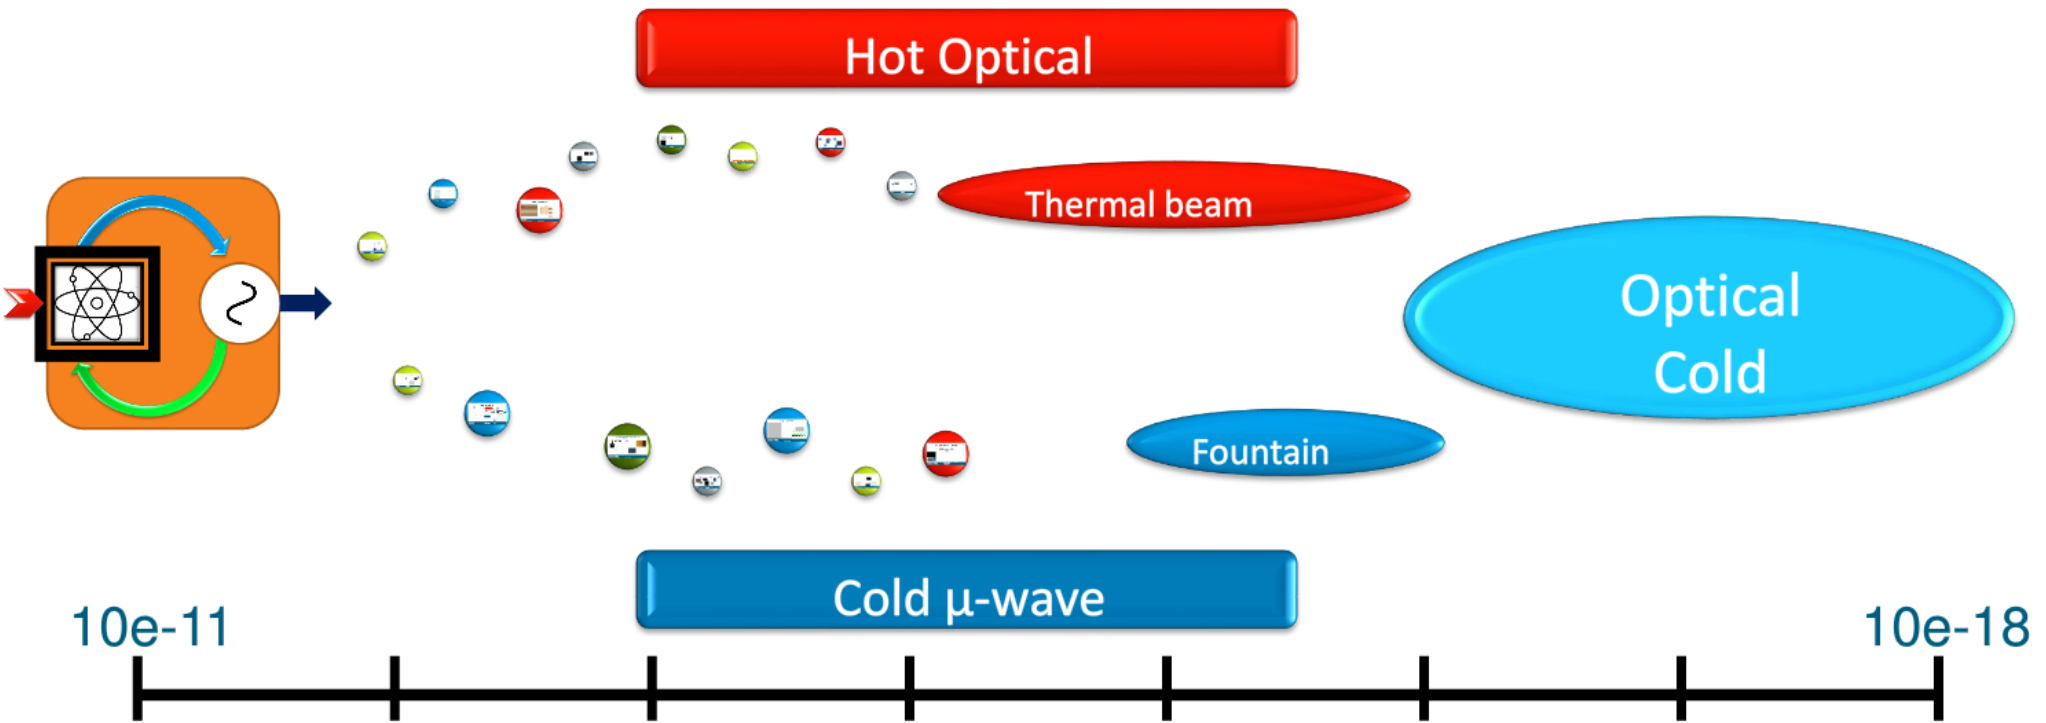 Hot Optical
Thermal beam
Optical
Cold
Fountain
Cold μ-wave
10e-11
10e-18